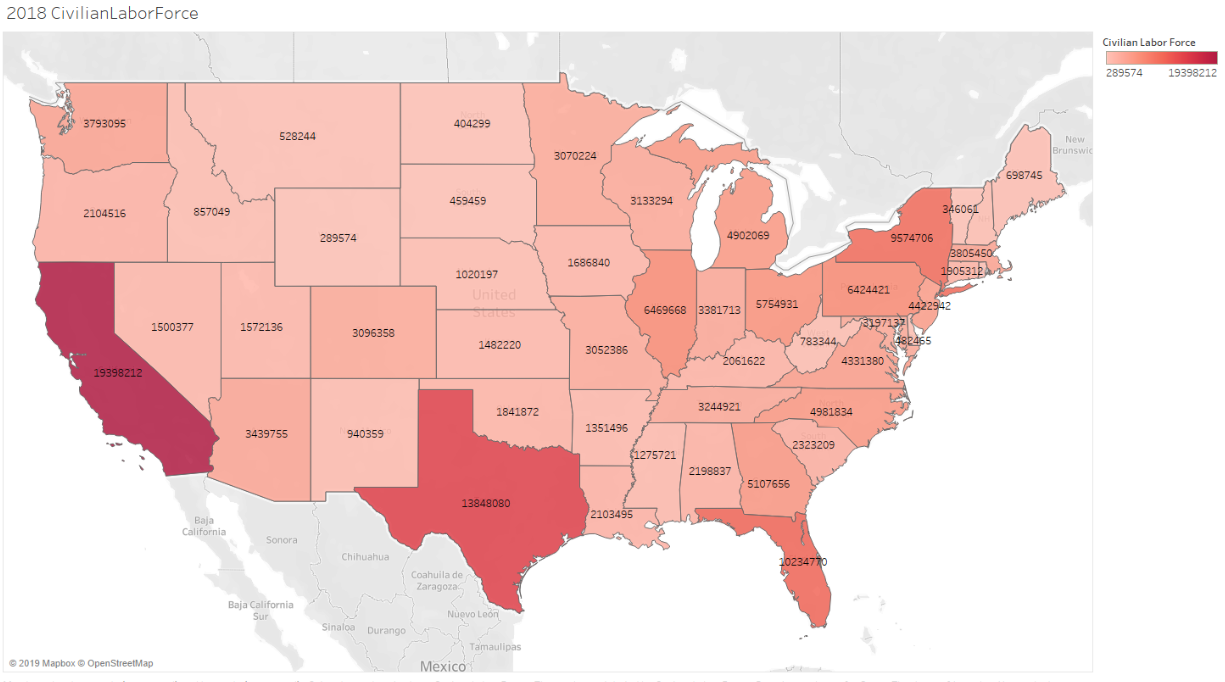 2018 CivilianLaborForce
Civilian Labor Force
289574 19398212
3793095
528244
404299
3070224
New
Brunswic
698745
2104516
857049
459459
3133294
346061
289574
4902069
9574706
3805450
1686840
1905312
1020197
United
States
6424421
4422942
1500377
1572136
3096358
6469668
3381713
5754931
3197137
482465
1482220
3052386
783344
4331380
2061622
19398212
1841872
3244921
4981834
3439755
940359
1351496
2323209
1275721
2198837
5107656
13848080
2103495
Baja
California
Sonora
Chihuahua
10234770
Coahuila de
Zaragoza
Baja California
Sur
Nuevo León
Sinaloa
Durango
Tamaulipas
Mexico
© 2019 Mapbox © OpenStreetMap